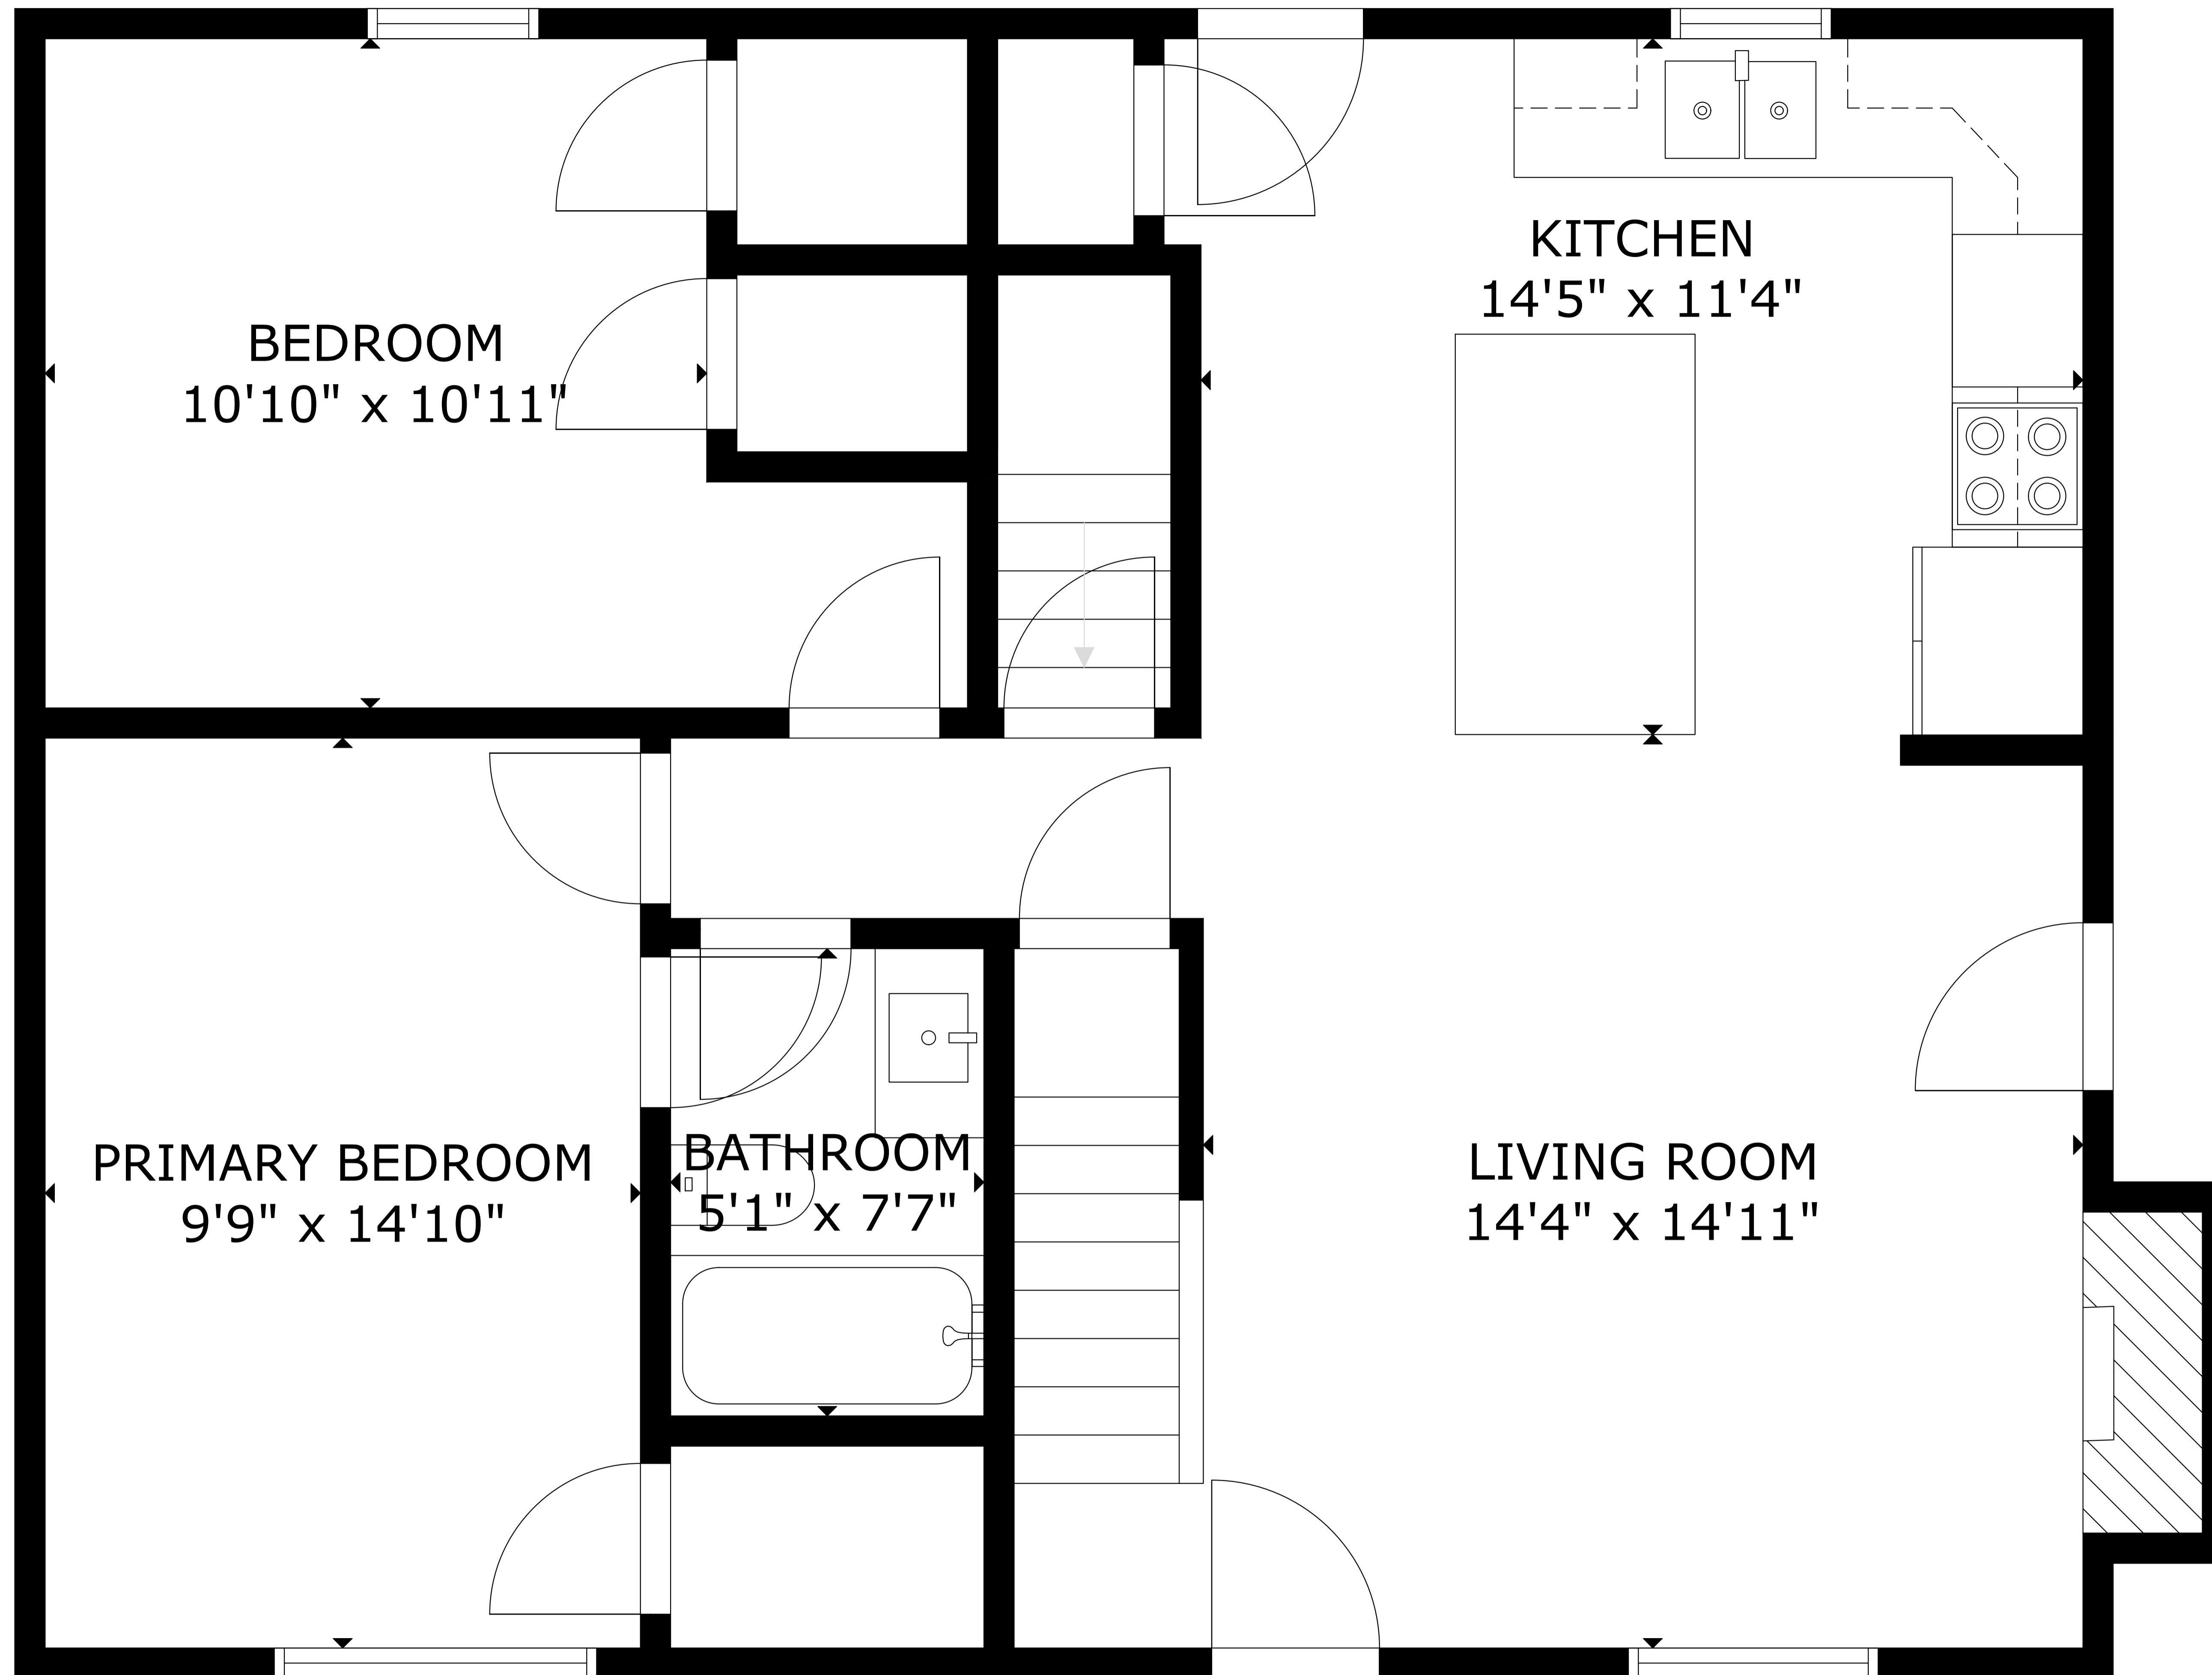 KITCHEN
14'5" x 11'4"
BEDROOM
10'10" x 10'11"
PRIMARY BEDROOM
9'9" x 14'10"
BATHROOM
5'1" x 7'7"
LIVING ROOM
14'4" x 14'11"